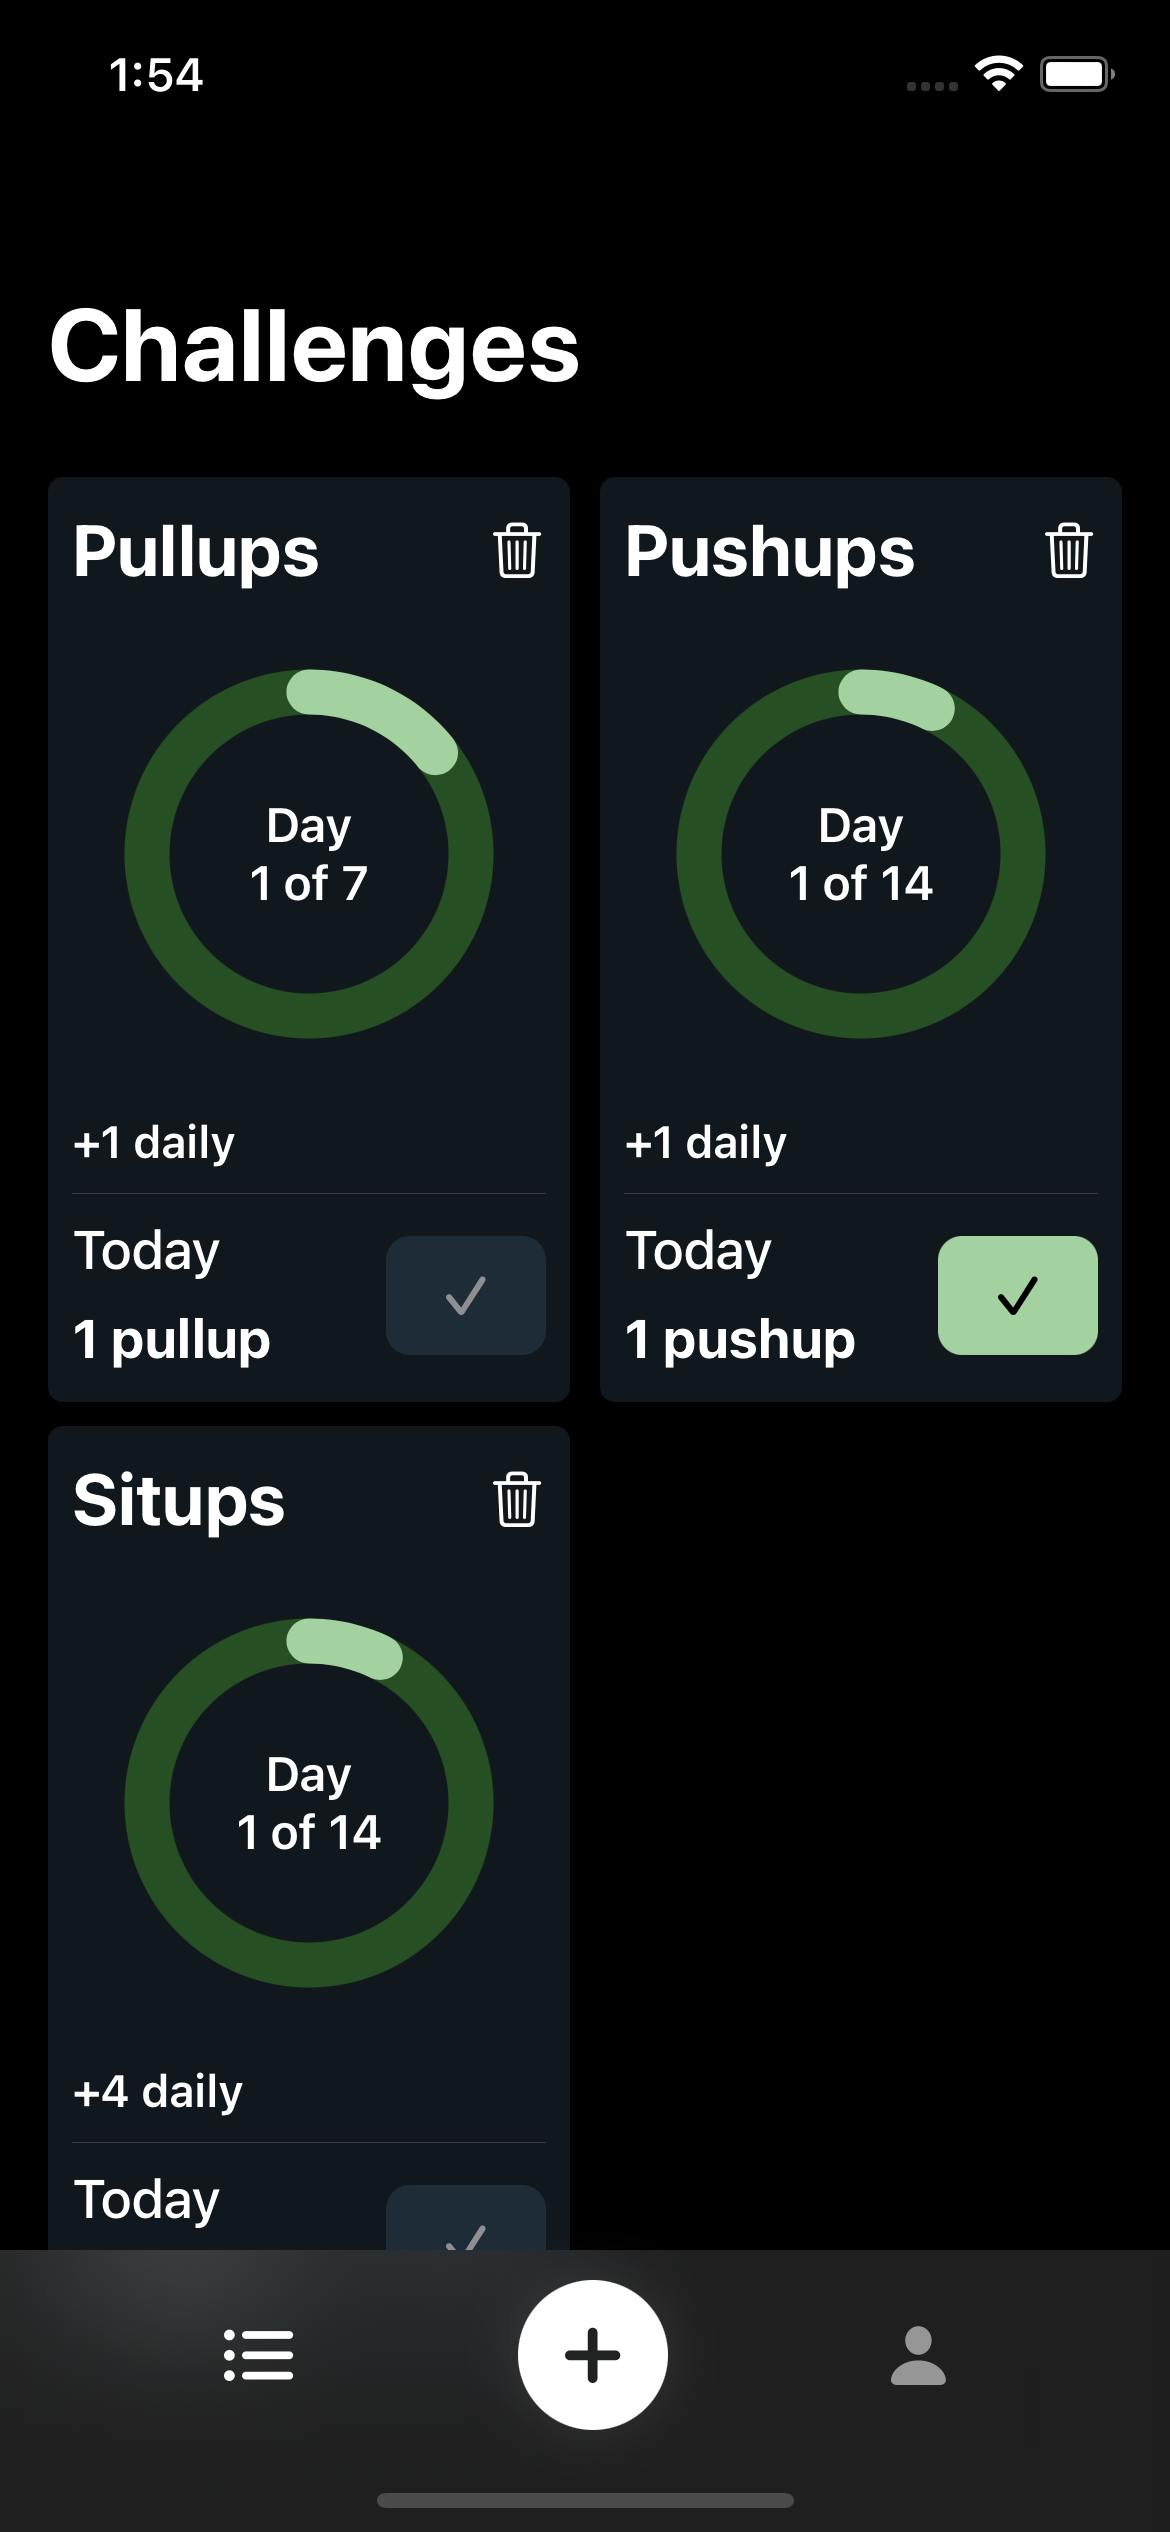 1:54
Challenges
Pullups
Day
1 of 7
+1 daily
Today
1 pullup
Pushups
Day
1 of 14
+1 daily
Today
1 pushup
Situps
Day
1 of 14
+4 daily
Today